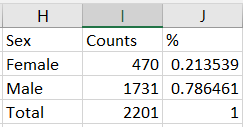 H I J
Sex Counts %
Female 470 0.213539
Male 1731 0.786461
Total 2201 1